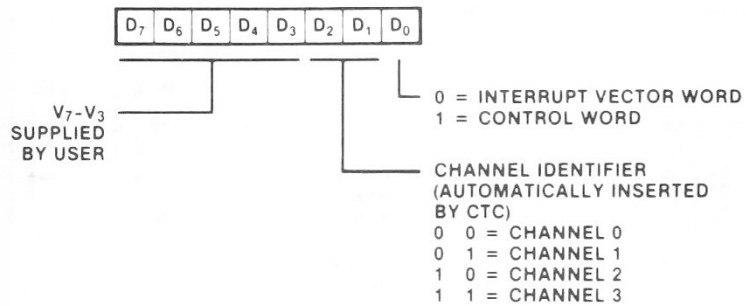 D7 D6 D5 D4 D3 D2 D1 D0
V7-V3
SUPPLIED
BY USER
0 = INTERRUPT VECTOR WORD
1 = CONTROL WORD
CHANNEL IDENTIFIER
(AUTOMATICALLY INSERTED
BY CTC)
0 0 = CHANNEL 0
0 1 = CHANNEL 1
1 0 = CHANNEL 2
1 1 = CHANNEL 3